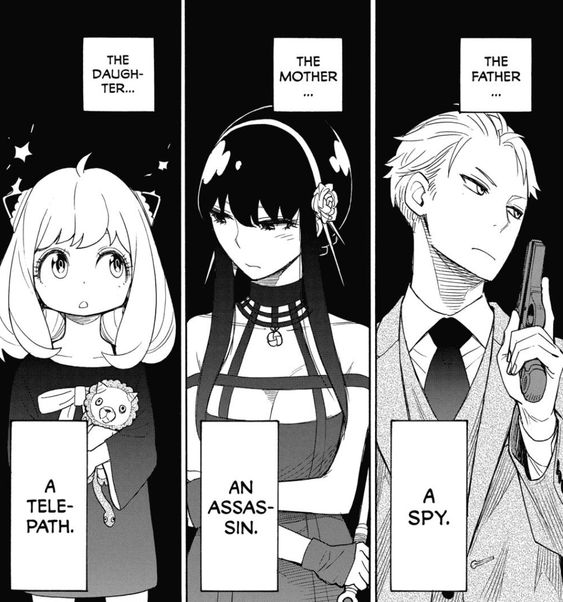 THE
FATHER
...
A
SPY.
THE
MOTHER
...
AN
ASSAS-
SIN.
THE
DAUGH-
TER...
A
TELE-
PATH.